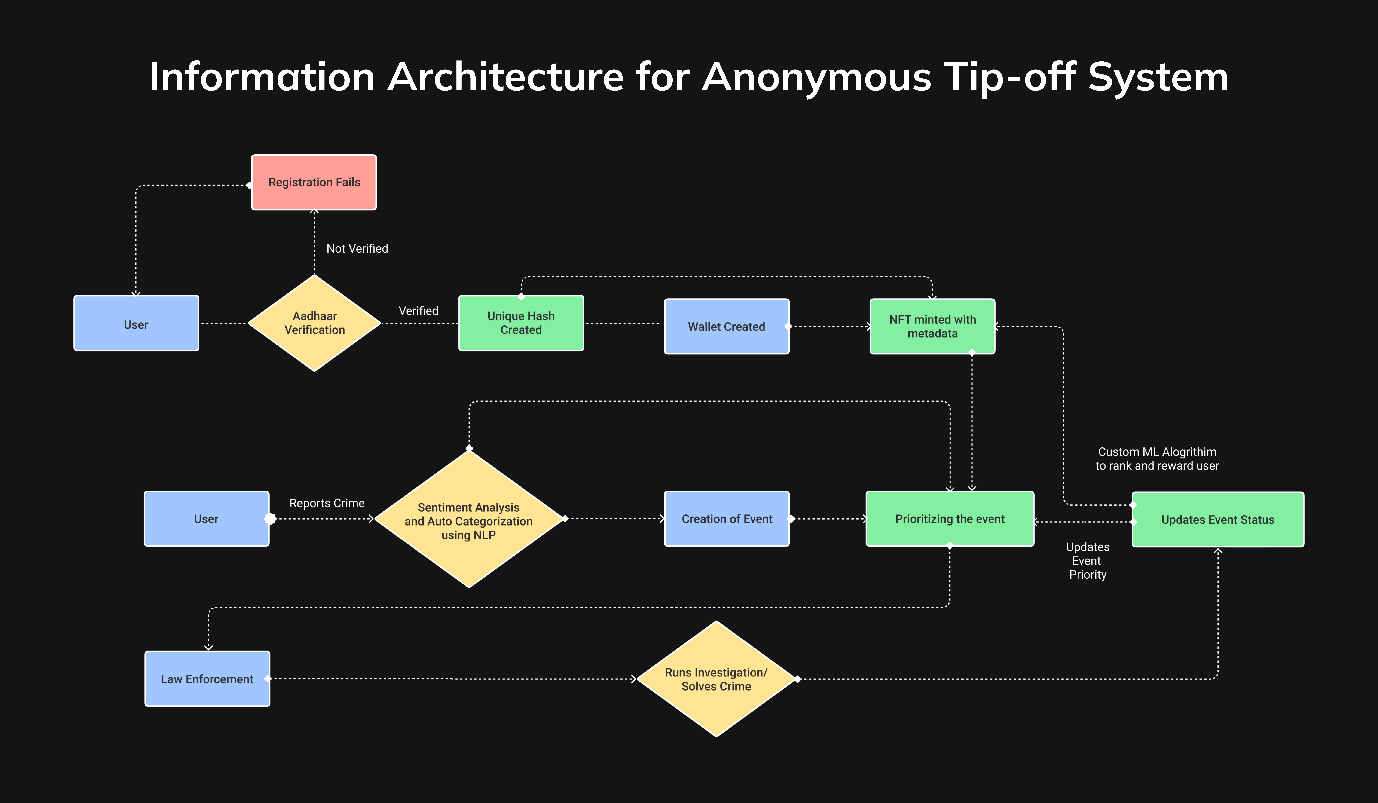 Information Architecture for Anonymous Tip-off System
Registration Fails
Not Verified
User
Aadhaar
Verification
Verified
Unique Hash
Created
Wallet Created
NFT minted with
metadata
Custom ML Alogrithim
to rank and reward user
User
Reports Crime
Sentiment Analysis
and Auto Categorization
using NLP
Creation of Event
Prioritizing the event
Updates
Event
Priority
Updates Event Status
Law Enforcement
Runs Investigation/
Solves Crime